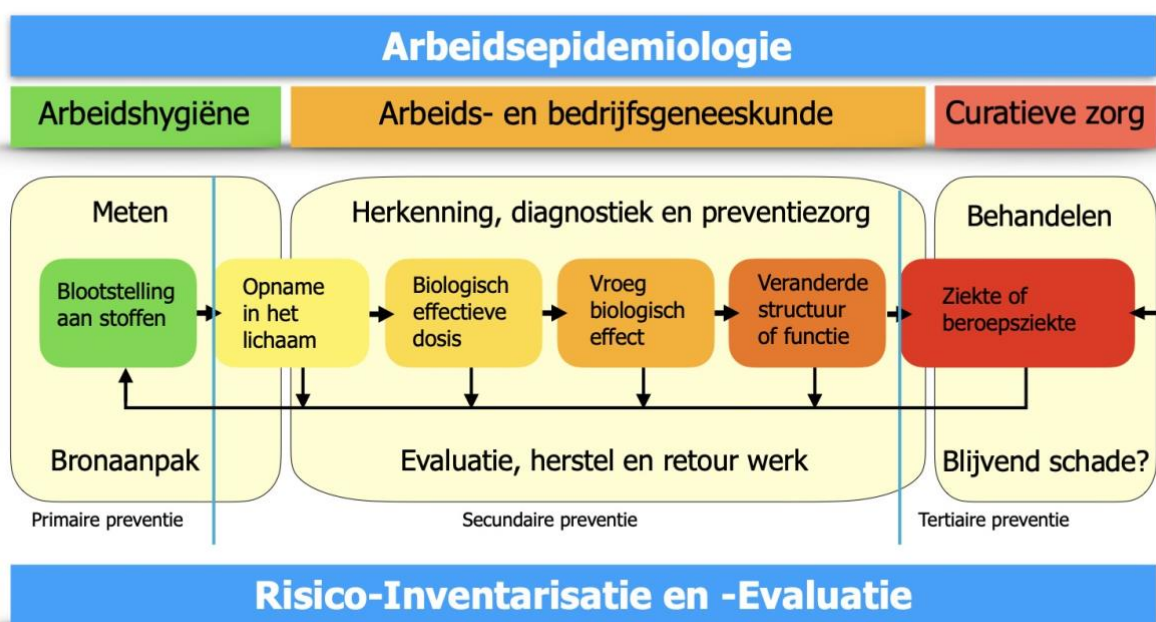 Arbeidsepidemiologie
Arbeidshygiëne
Arbeids- en bedrijfsgeneeskunde
Curatieve zorg
Meten
Herkenning, diagnostiek en preventiezorg
Behandelen
Blootstelling
aan stoffen
Opname
in het
lichaam
Biologisch
effectieve
dosis
Vroeg
biologisch
effect
Veranderde
structuur
of functie
Ziekte of
beroepsziekte
Bronaanpak
Evaluatie, herstel en retour werk
Blijvend schade?
Primaire preventie
Secundaire preventie
Tertiaire preventie
Risico-Inventarisatie en -Evaluatie